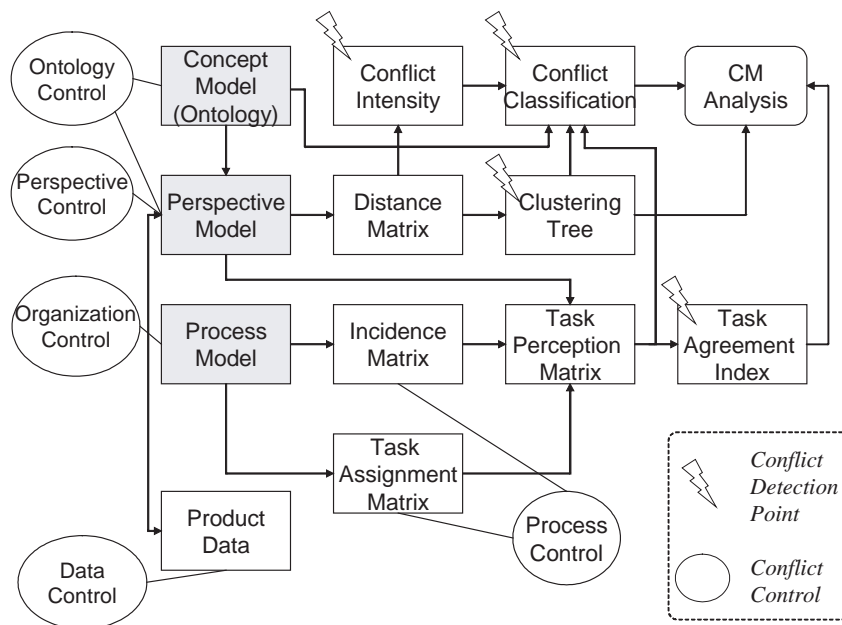 Ontology
Control
Concept
Model
(Ontology)
Conflict
Intensity
Conflict
Classification
CM
Analysis
Perspective
Control
Perspective
Model
Distance
Matrix
Clustering
Tree
Organization
Control
Process
Model
Incidence
Matrix
Task
Perception
Matrix
Task
Agreement
Index
Task
Assignment
Matrix
Product
Data
Process
Control
Data
Control
Conflict
Detection
Point
Conflict
Control